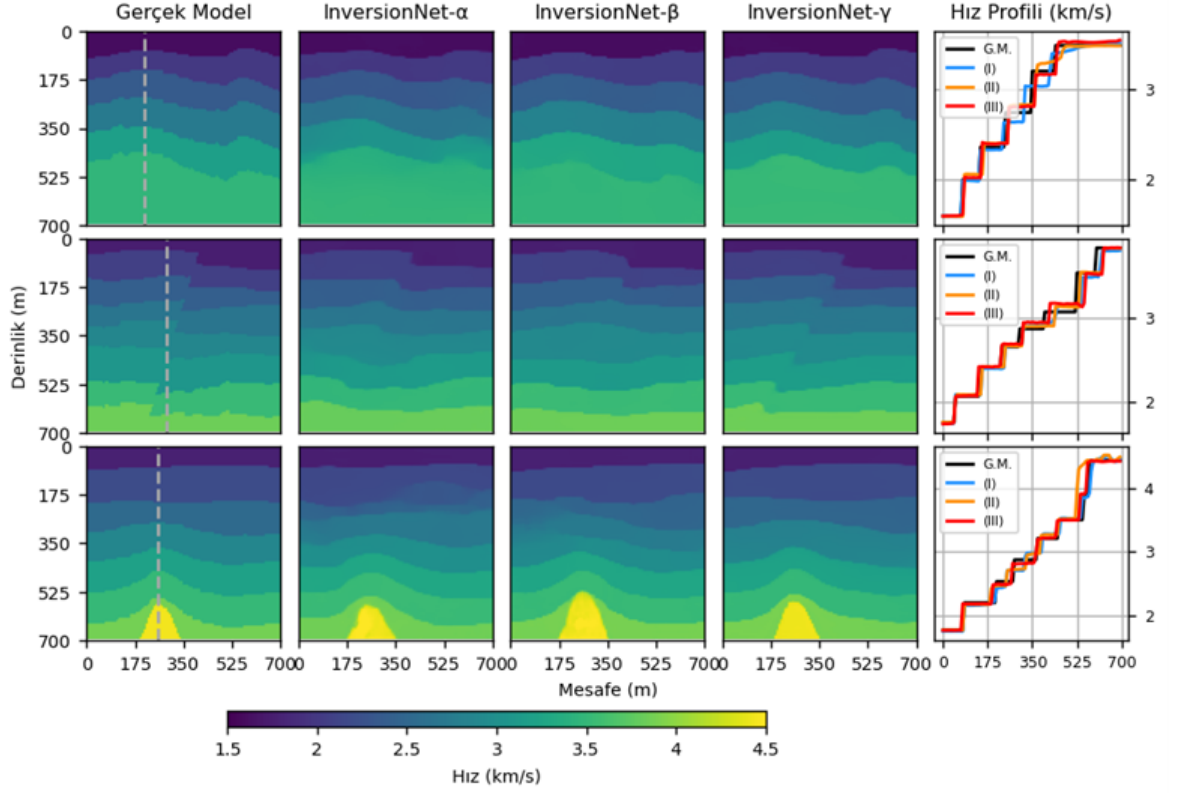 Gerçek Model InversionNet-α InversionNet-β InversionNet-γ Hız Profili (km/s)
0
175
350
525
700
G.M.
(I)
(II)
(III)
3
2
0
175
350
525
700
G.M.
(I)
(II)
(III)
3
2
Derinlik (m)
0
175
350
525
700
G.M.
(I)
(II)
(III)
4
3
2
0 175 350 525 700 0 175 350 525 700 0 175 350 525 700 0 175 350 525 700 0 175 350 525 700
Mesafe (m)
1.5 2 2.5 3 3.5 4 4.5
Hız (km/s)